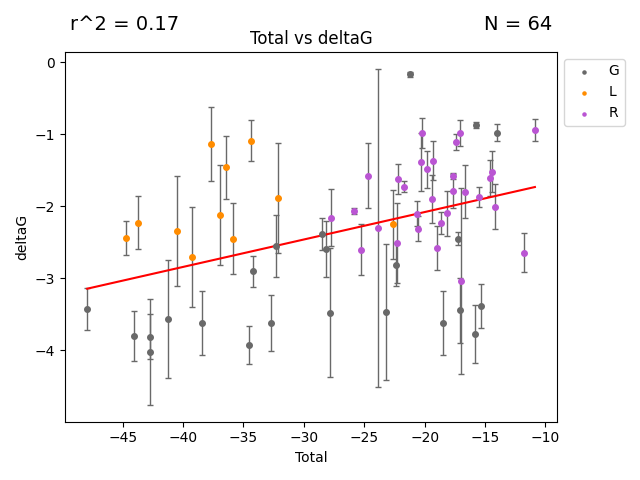 r^2 = 0.17
N = 64
Total vs deltaG
G
L
R
deltaG
0
−1
−2
−3
−4
−45
−40
−35
−30
−25
−20
−15
−10
Total